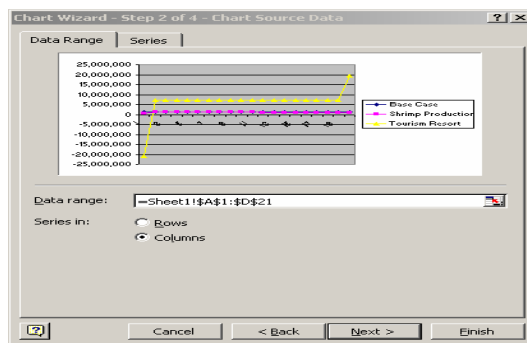 Chart Wizard - Step 2 of 4 - Chart Source Data
Data Range Series
25,000,000
20,000,000
15,000,000
10,000,000
5,000,000
0
-5,000,000
-10,000,000
-15,000,000
-20,000,000
-25,000,000
Base Case
Shrimp Production
Tourism Resort
Data range: =Sheet1!$A$1:$D$21
Series in: Rows
Columns
? Cancel < Back Next > Finish